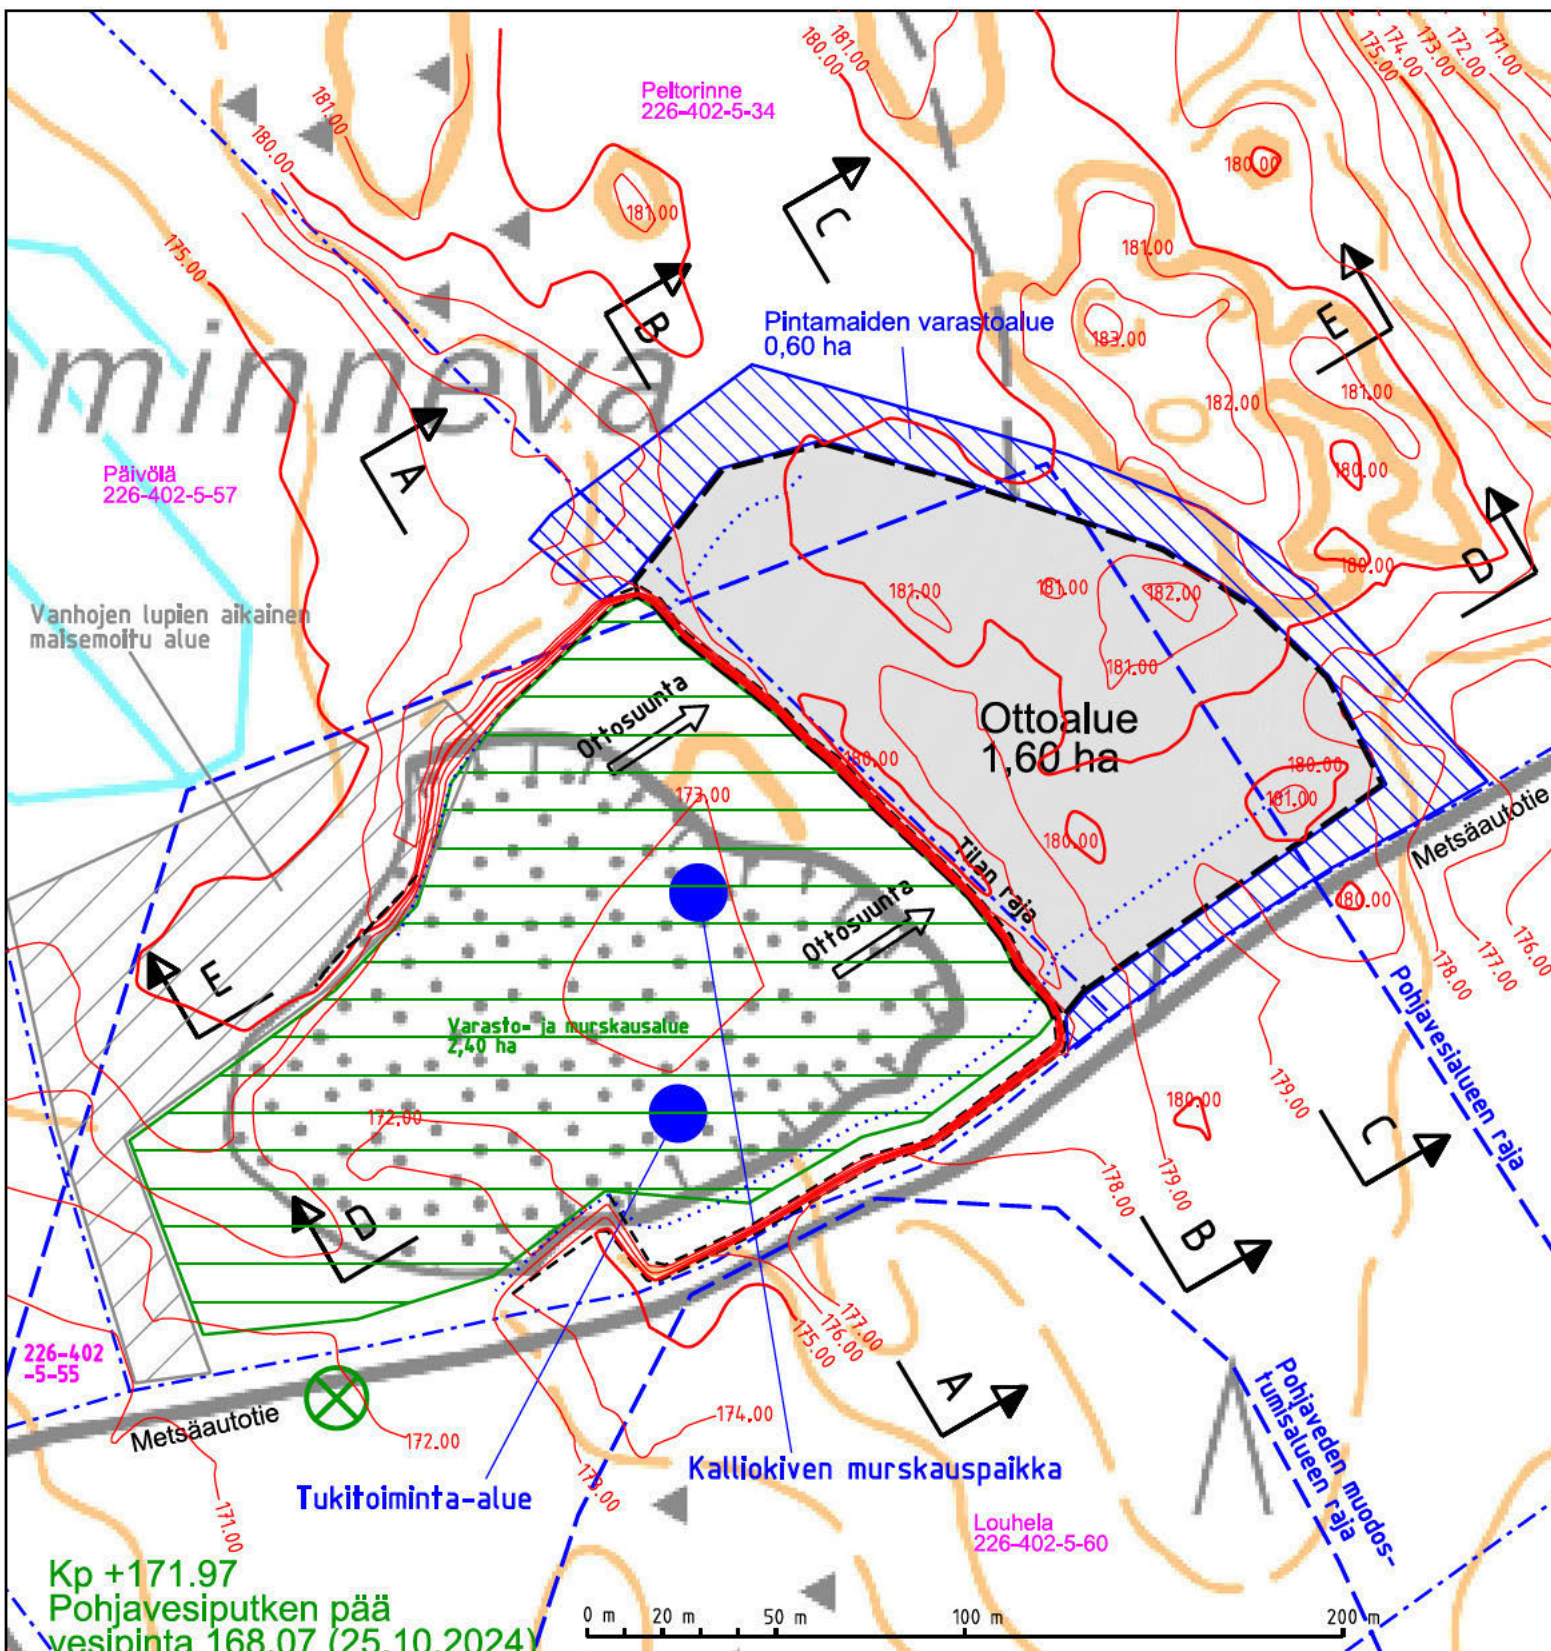 181.00
180.00
Peltorinne
226-402-5-34
175.00
174.00
173.00
172.00
171.00
181.00
180.00
181.00
180.00
C
175.00
181.00
B
Pintamaiden varastoalue
0,60 ha
E
183.00
181.00
182.00
minneva
Päivölä
226-402-5-57
A
180.00
180.00
D
Vanhojen lupien aikainen
maisemoitu alue
181.00
181.00
182.00
181.00
Ottosuunta
Ottoalue
1,60 ha
180.00
180.00
181.00
173.00
180.00
Tilan raja
Metsäautotie
Ottosuunta
180.00
178.00
177.00
176.00
E
Varasto- ja murskausalue
2,40 ha
Pohjavesialueen raja
179.00
180.00
172.00
C
178.00
179.00
D
B
177.00
176.00
175.00
226-402
-5-55
Metsäautotie
172.00
174.00
A
Pohjaveden muodos-
tumisalueen raja
Kalliokiven murskauspaikka
Tukitoiminta-alue
173.00
171.00
Louhela
226-402-5-60
Kp +171.97
Pohjavesiputken pää
vesipinta 168.07 (25.10.2024)
0 m 20 m 50 m 100 m 200 m